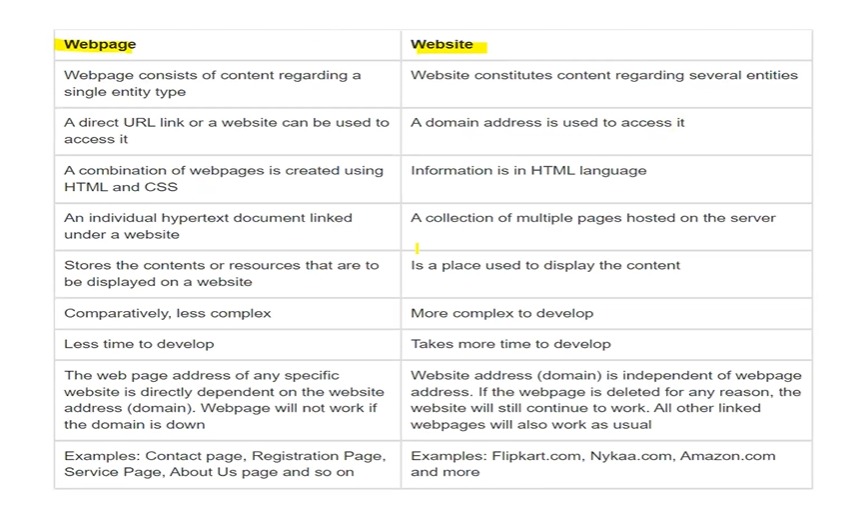 Webpage
Website
Webpage consists of content regarding a
single entity type
Website constitutes content regarding several entities
A direct URL link or a website can be used to
access it
A domain address is used to access it
A combination of webpages is created using
HTML and CSS
Information is in HTML language
An individual hypertext document linked
under a website
A collection of multiple pages hosted on the server
Stores the contents or resources that are to
be displayed on a website
Is a place used to display the content
Comparatively, less complex
More complex to develop
Less time to develop
Takes more time to develop
The web page address of any specific
website is directly dependent on the website
address (domain). Webpage will not work if
the domain is down
Website address (domain) is independent of webpage
address. If the webpage is deleted for any reason, the
website will still continue to work. All other linked
webpages will also work as usual
Examples: Contact page, Registration Page,
Service Page, About Us page and so on
Examples: Flipkart.com, Nykaa.com, Amazon.com
and more